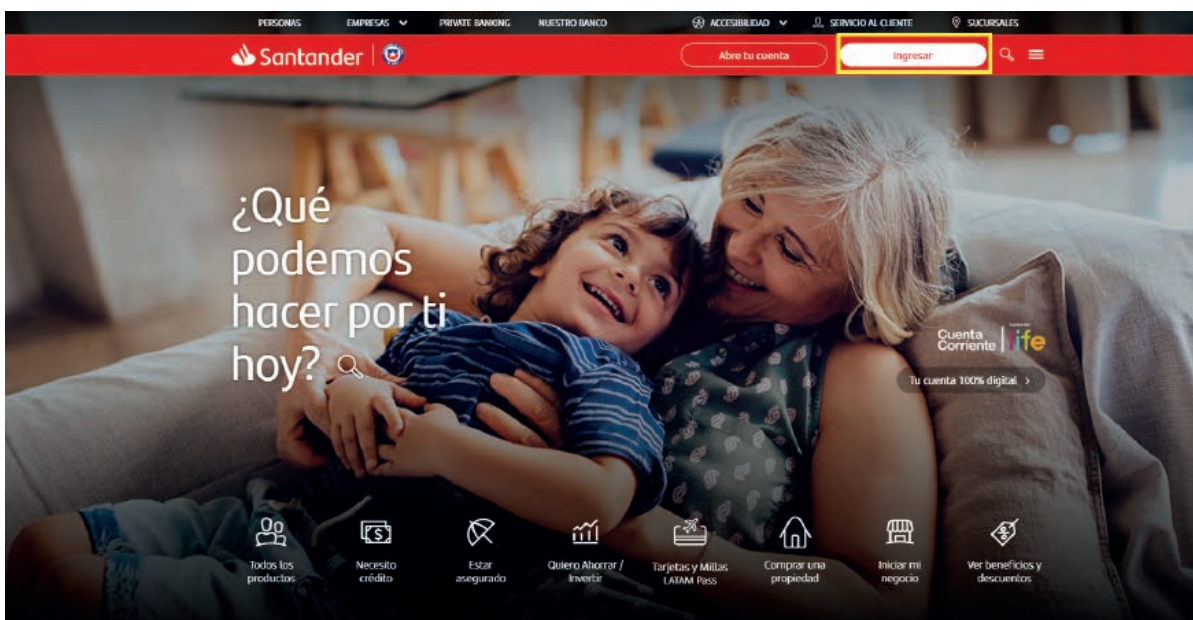 PERSONAS EMPRESAS PRIVATE BANKING NUESTRO BANCO ACCESIBILIDAD SERVICIO AL CLIENTE SUCURSALES
Santander Abre tu cuenta Ingresar
¿Qué
podemos
hacer por ti
hoy?
Cuenta
Corriente life
Tu cuenta 100% digital >
Todos los
productos
Necesito
crédito
Estar
asegurado
Quiero Ahorrar /
Invertir
Tarjetas y Millas
LATAM Pass
Comprar una
propiedad
Iniciar mi
negocio
Ver beneficios y
descuentos